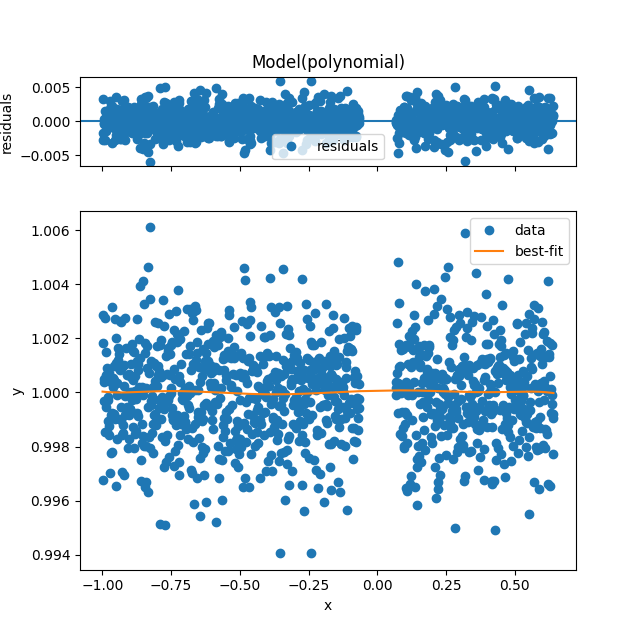 Model(polynomial)
residuals
0.005
0.000
−0.005
residuals
y
1.006
1.004
1.002
1.000
0.998
0.996
0.994
data
best-fit
−1.00 −0.75 −0.50 −0.25 0.00 0.25 0.50
x